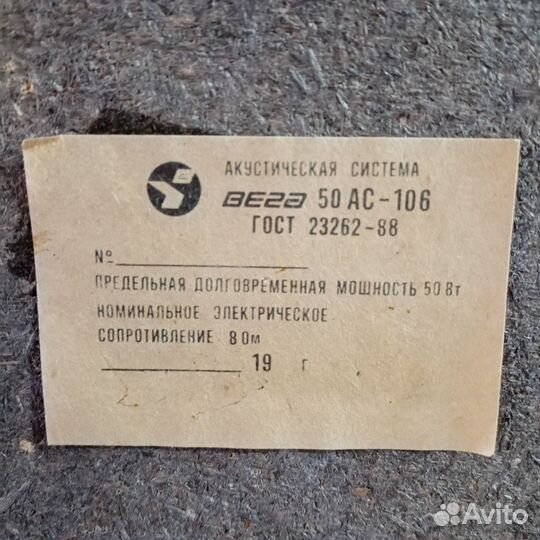 АКУСТИЧЕСКАЯ СИСТЕМА
ВЕГА 50 АС-106
ГОСТ 23262-88
№
ПРЕДЕЛЬНАЯ ДОЛГОВРЕМЕННАЯ МОЩНОСТЬ 50 Вт
НОМИНАЛЬНОЕ ЭЛЕКТРИЧЕСКОЕ
СОПРОТИВЛЕНИЕ 8 Ом
19 г
Avito